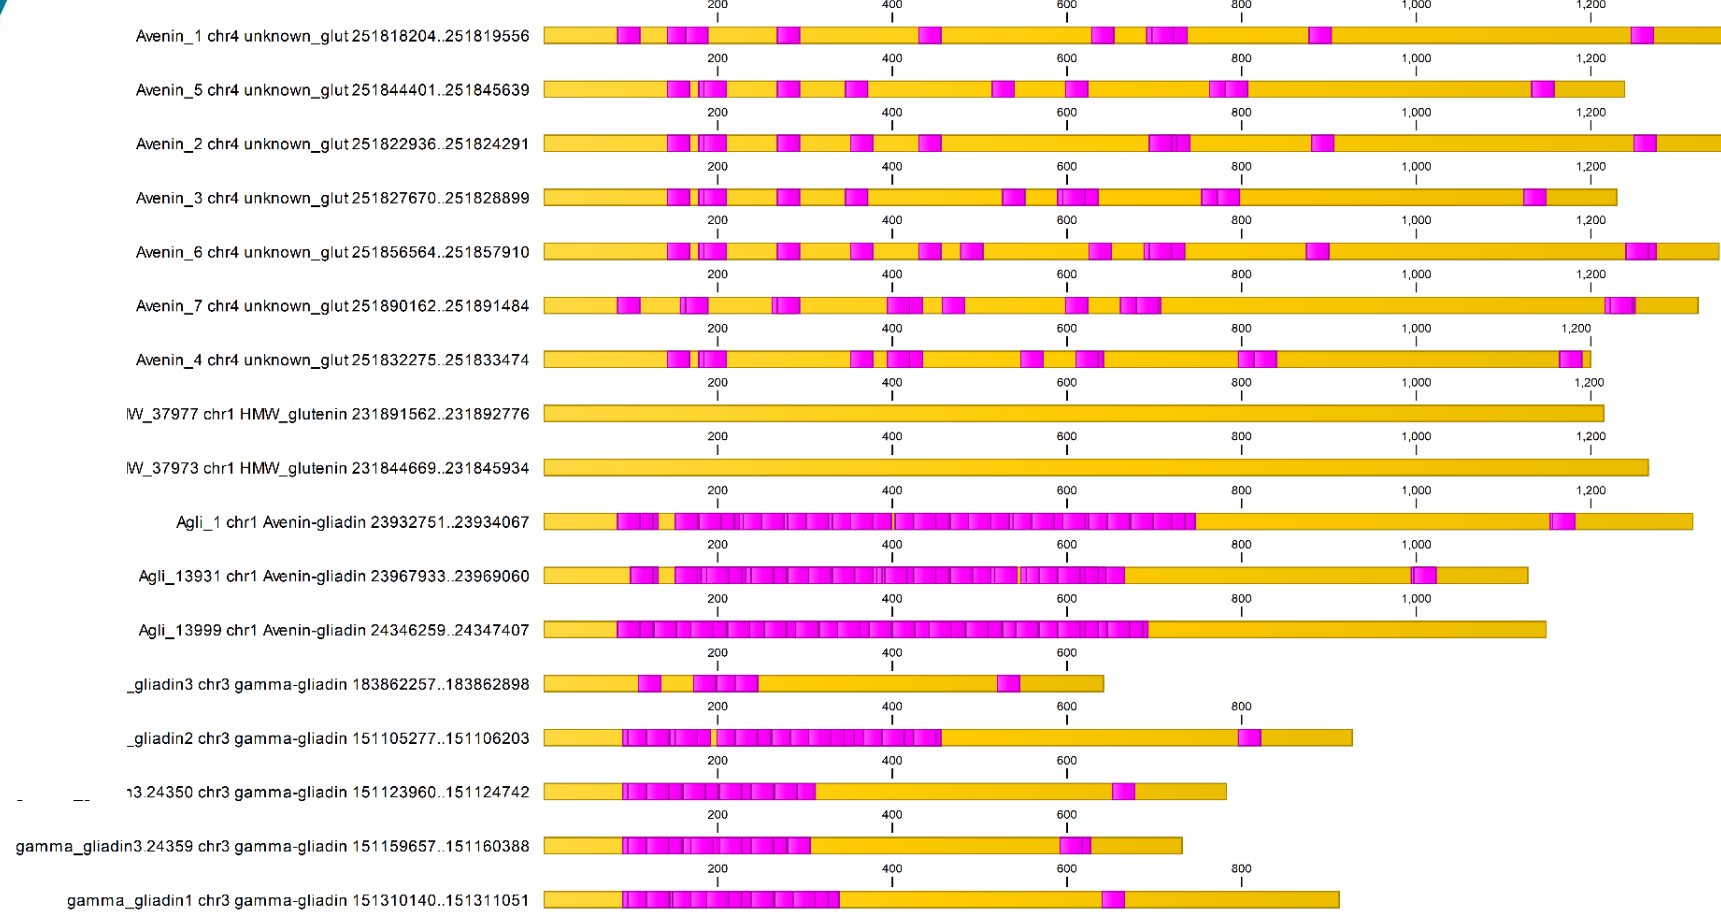 200 400 600 800 1,000 1,200
Avenin_1 chr4 unknown_glut 251818204..251819556
200 400 600 800 1,000 1,200
Avenin_5 chr4 unknown_glut 251844401..251845639
200 400 600 800 1,000 1,200
Avenin_2 chr4 unknown_glut 251822936..251824291
200 400 600 800 1,000 1,200
Avenin_3 chr4 unknown_glut 251827670..251828899
200 400 600 800 1,000 1,200
Avenin_6 chr4 unknown_glut 251856564..251857910
200 400 600 800 1,000 1,200
Avenin_7 chr4 unknown_glut 251890162..251891484
200 400 600 800 1,000 1,200
Avenin_4 chr4 unknown_glut 251832275..251833474
200 400 600 800 1,000 1,200
W_37977 chr1 HMW_glutenin 231891562..231892776
200 400 600 800 1,000 1,200
W_37973 chr1 HMW_glutenin 231844669..231845934
200 400 600 800 1,000 1,200
Agli_1 chr1 Avenin-gliadin 23932751..23934067
200 400 600 800 1,000
Agli_13931 chr1 Avenin-gliadin 23967933..23969060
200 400 600 800 1,000
Agli_13999 chr1 Avenin-gliadin 24346259..24347407
200 400 600
_gliadin3 chr3 gamma-gliadin 183862257..183862898
200 400 600 800
_gliadin2 chr3 gamma-gliadin 151105277..151106203
200 400 600
3.24350 chr3 gamma-gliadin 151123960..151124742
200 400 600
gamma_gliadin3.24359 chr3 gamma-gliadin 151159657..151160388
200 400 600 800
gamma_gliadin1 chr3 gamma-gliadin 151310140..151311051